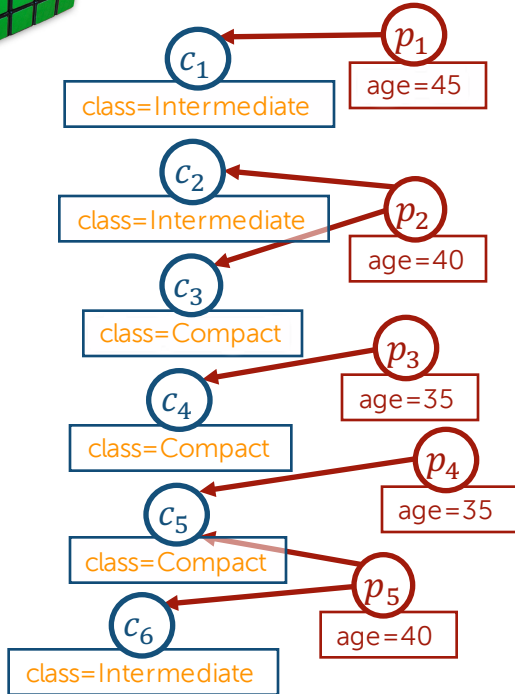 p₁
c₁
age=45
class=Intermediate
c₂
class=Intermediate
p₂
age=40
c₃
class=Compact
p₃
c₄
age=35
class=Compact
p₄
age=35
c₅
class=Compact
p₅
c₆
age=40
class=Intermediate